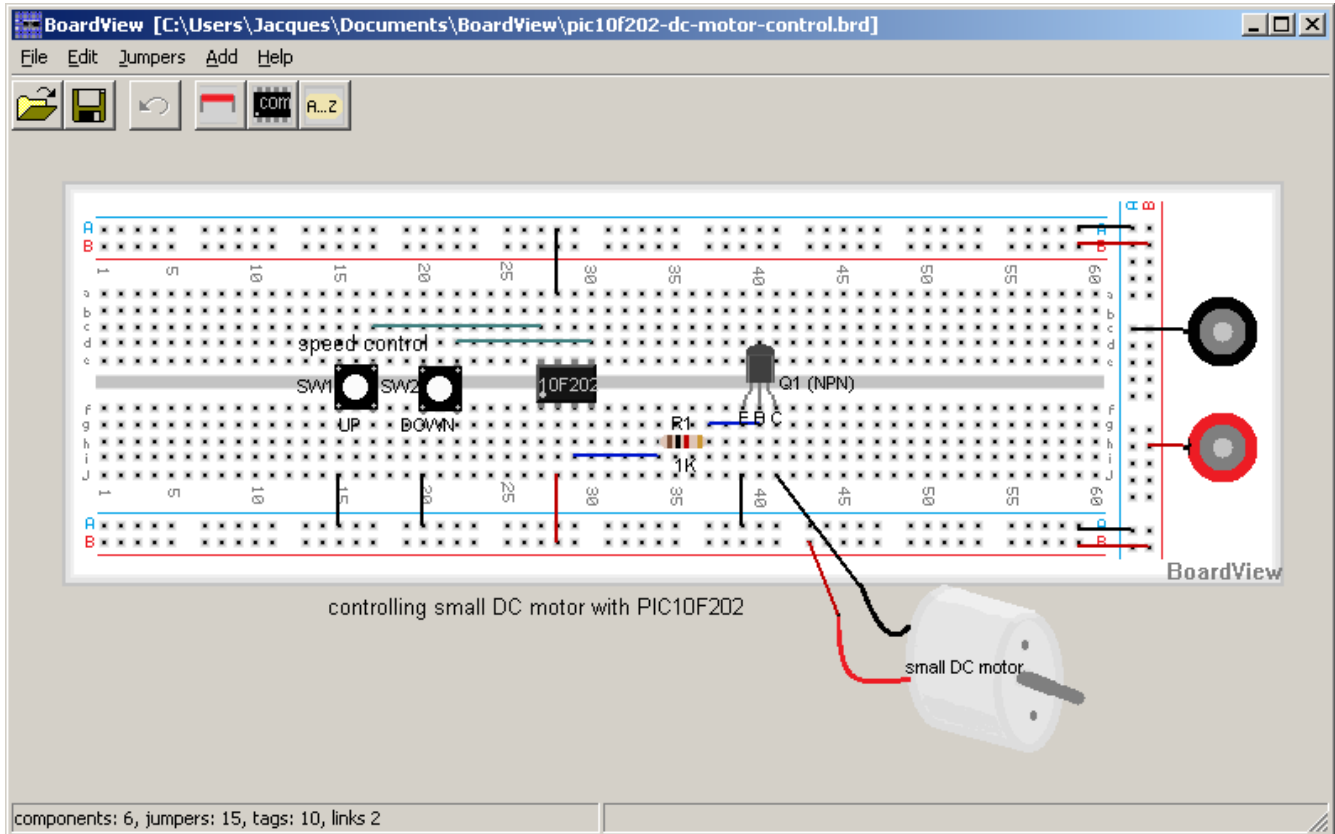 BoardView [C:\Users\Jacques\Documents\BoardView\pic10f202-dc-motor-control.brd]
File Edit Jumpers Add Help
.com A...Z
A B
A A
B B
1 5 10 15 20 25 30 35 40 45 50 55 60
a a
b b
c c
d d
e e
speed control
SW1 SW2 10F202 Q1 (NPN)
UP DOWN R1 E B C
1K
f f
g g
h h
i i
J J
1 5 10 15 20 25 30 35 40 45 50 55 60
A A
B B
BoardView
controlling small DC motor with PIC10F202
small DC motor
components: 6, jumpers: 15, tags: 10, links 2